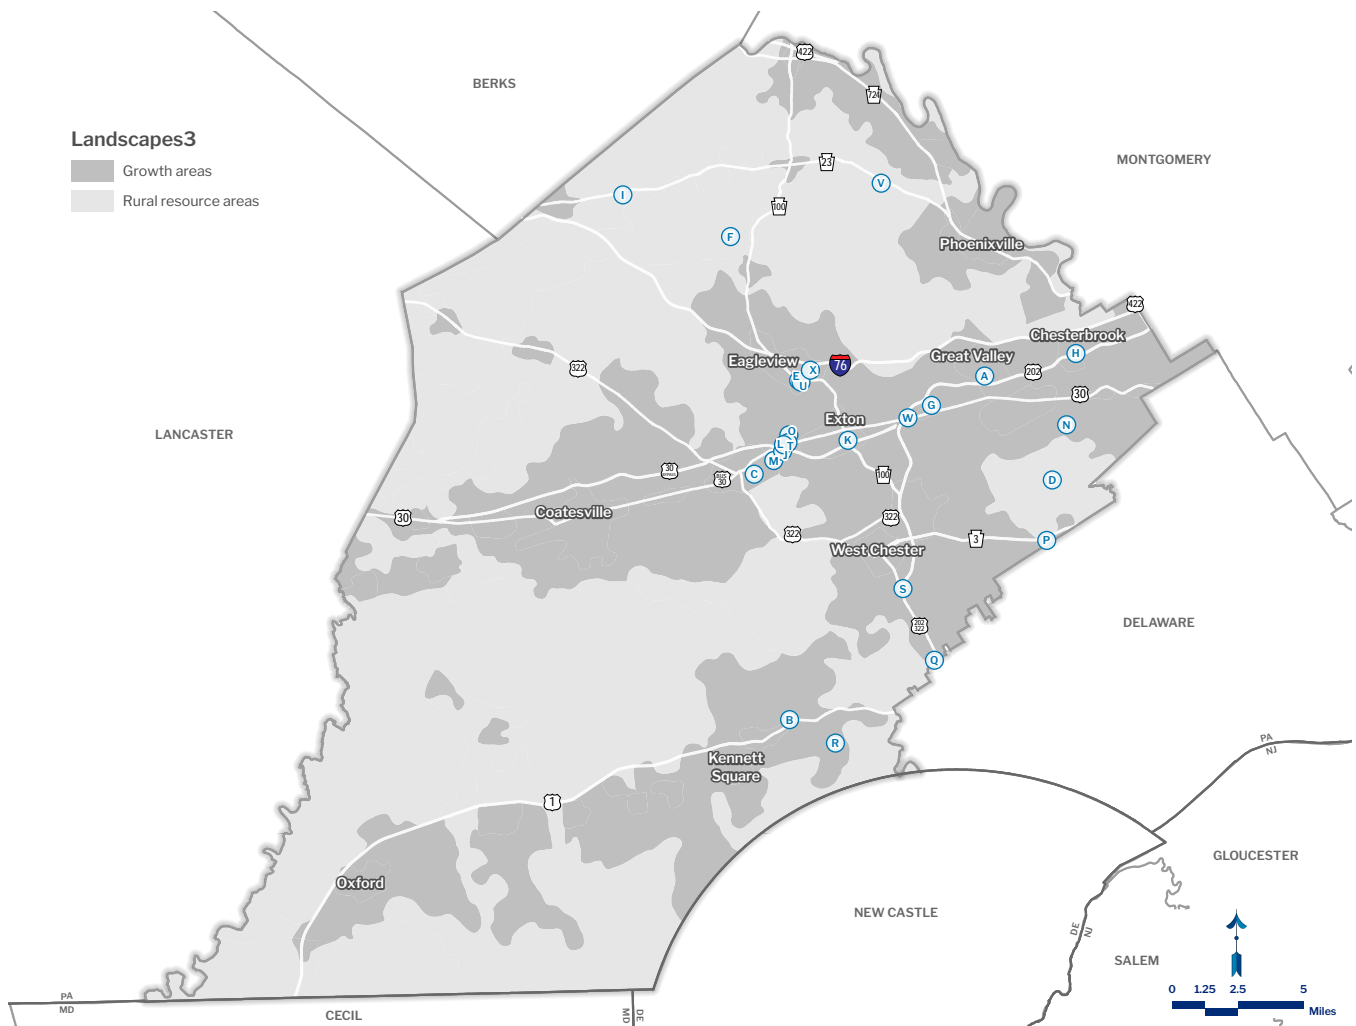 BERKS
MONTGOMERY
Landscapes3
Growth areas
Rural resource areas
422
724
23
I
V
100
F
Phoenixville
422
Chesterbrook
Eagleview
76
Great Valley
H
322
E
X
U
A
202
30
G
W
Exton
N
LANCASTER
O
L
T
J
K
M
C
30
BYPASS
BUS
30
100
D
30
Coatesville
322
322
West Chester
3
P
S
202
322
DELAWARE
Q
B
R
Kennett
Square
PA
NJ
1
Oxford
GLOUCESTER
NEW CASTLE
DE
NJ
SALEM
0 1.25 2.5 5
Miles
PA
MD
CECIL
MD
DE